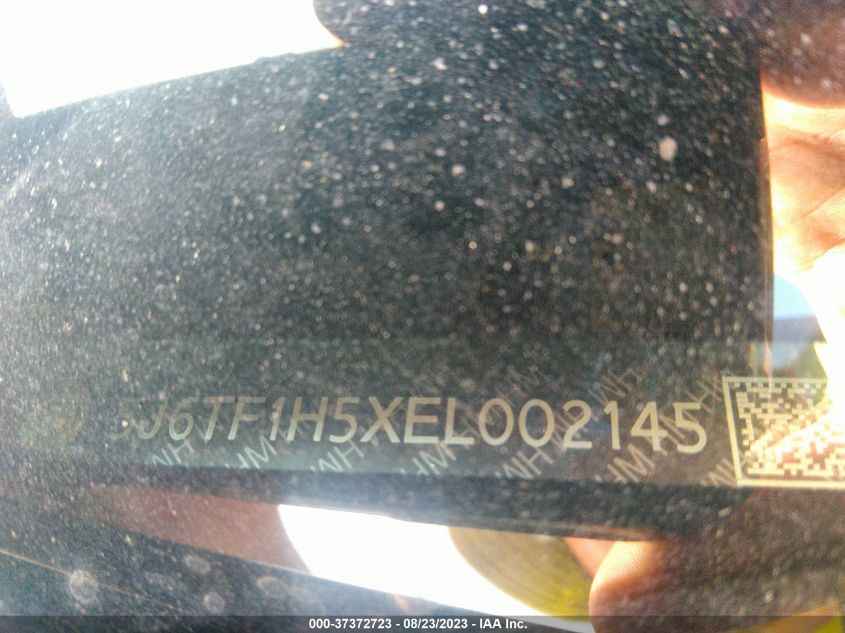 5J6TF1H5XEL002145
000-37372723 - 08/23/2023 - IAA Inc.